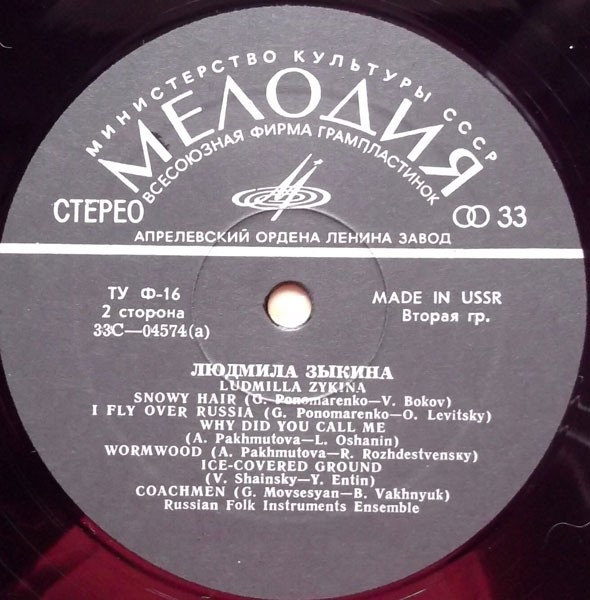 МИНИСТЕРСТВО КУЛЬТУРЫ СССР
МЕЛОДИЯ
ВСЕСОЮЗНАЯ ФИРМА ГРАМПЛАСТИНОК
СТЕРЕО 33
АПРЕЛЕВСКИЙ ОРДЕНА ЛЕНИНА ЗАВОД
ТУ Ф-16 MADE IN USSR
2 сторона Вторая гр.
33С—04574(а)
ЛЮДМИЛА ЗЫКИНА
LUDMILLA ZYKINA
SNOWY HAIR (G. Ponomarenko—V. Bokov)
I FLY OVER RUSSIA (G. Ponomarenko—O. Levitsky)
WHY DID YOU CALL ME
(A. Pakhmutova—L. Oshanin)
WORMWOOD (A. Pakhmutova—R. Rozhdestvensky)
ICE-COVERED GROUND
(V. Shainsky—Y. Entin)
COACHMEN (G. Movsesyan—B. Vakhnyuk)
Russian Folk Instruments Ensemble